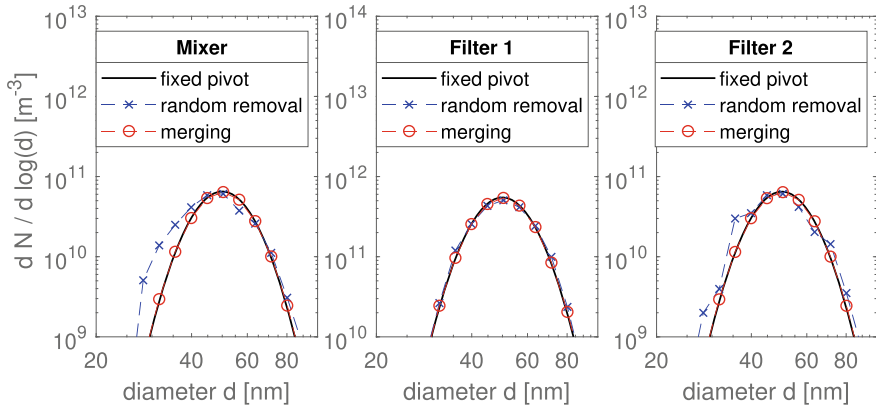 d N / d log(d) [m-3]
10^13
10^12
10^11
10^10
10^9
Mixer
fixed pivot
random removal
merging
20 40 60 80
diameter d [nm]
10^14
10^13
10^12
10^11
10^10
Filter 1
fixed pivot
random removal
merging
20 40 60 80
diameter d [nm]
10^13
10^12
10^11
10^10
10^9
Filter 2
fixed pivot
random removal
merging
20 40 60 80
diameter d [nm]